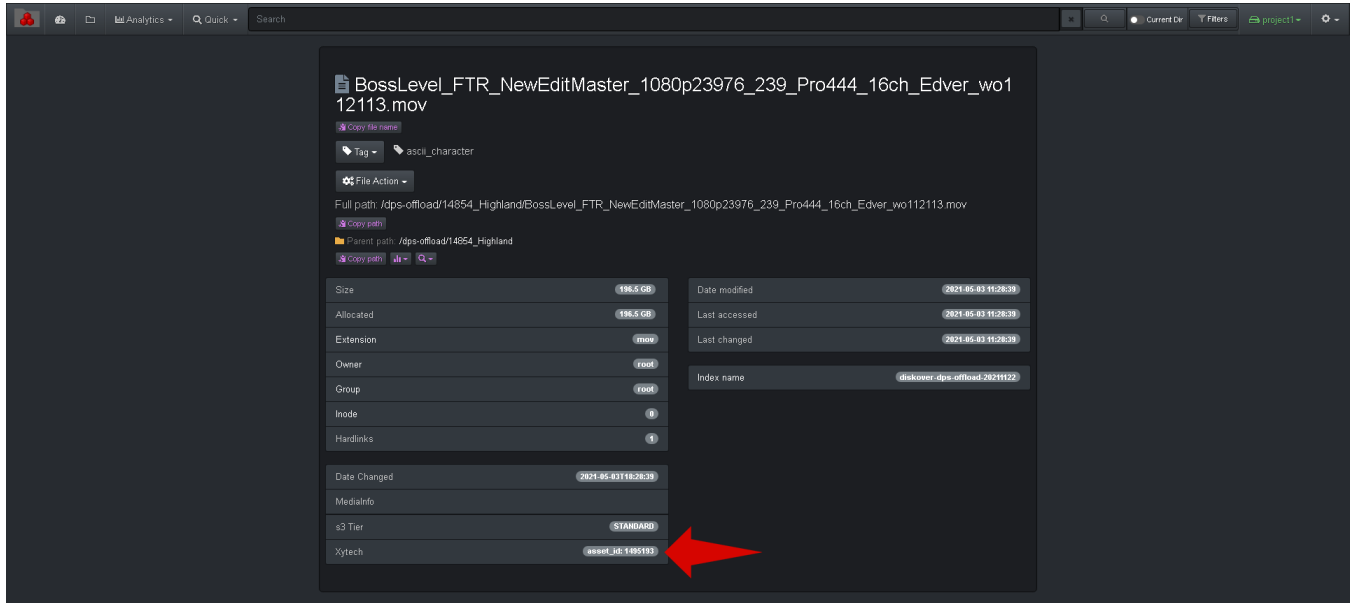 Analytics Quick Search Current Dir Filters project1
BossLevel_FTR_NewEditMaster_1080p23976_239_Pro444_16ch_Edver_wo1
12113.mov
Copy file name
Tag ascii_character
File Action
Full path: /dps-offload/14854_Highland/BossLevel_FTR_NewEditMaster_1080p23976_239_Pro444_16ch_Edver_wo112113.mov
Copy path
Parent path: /dps-offload/14854_Highland
Copy path
Size 196.5 GB
Allocated 196.5 GB
Extension mov
Owner root
Group root
Inode 0
Hardlinks 1
Date modified 2021-05-03 11:28:39
Last accessed 2021-05-03 11:28:39
Last changed 2021-05-03 11:28:39
Index name diskover-dps-offload-20211122
Date Changed 2021-05-03T18:28:39
MediaInfo
s3 Tier STANDARD
Xytech asset_id: 1495193